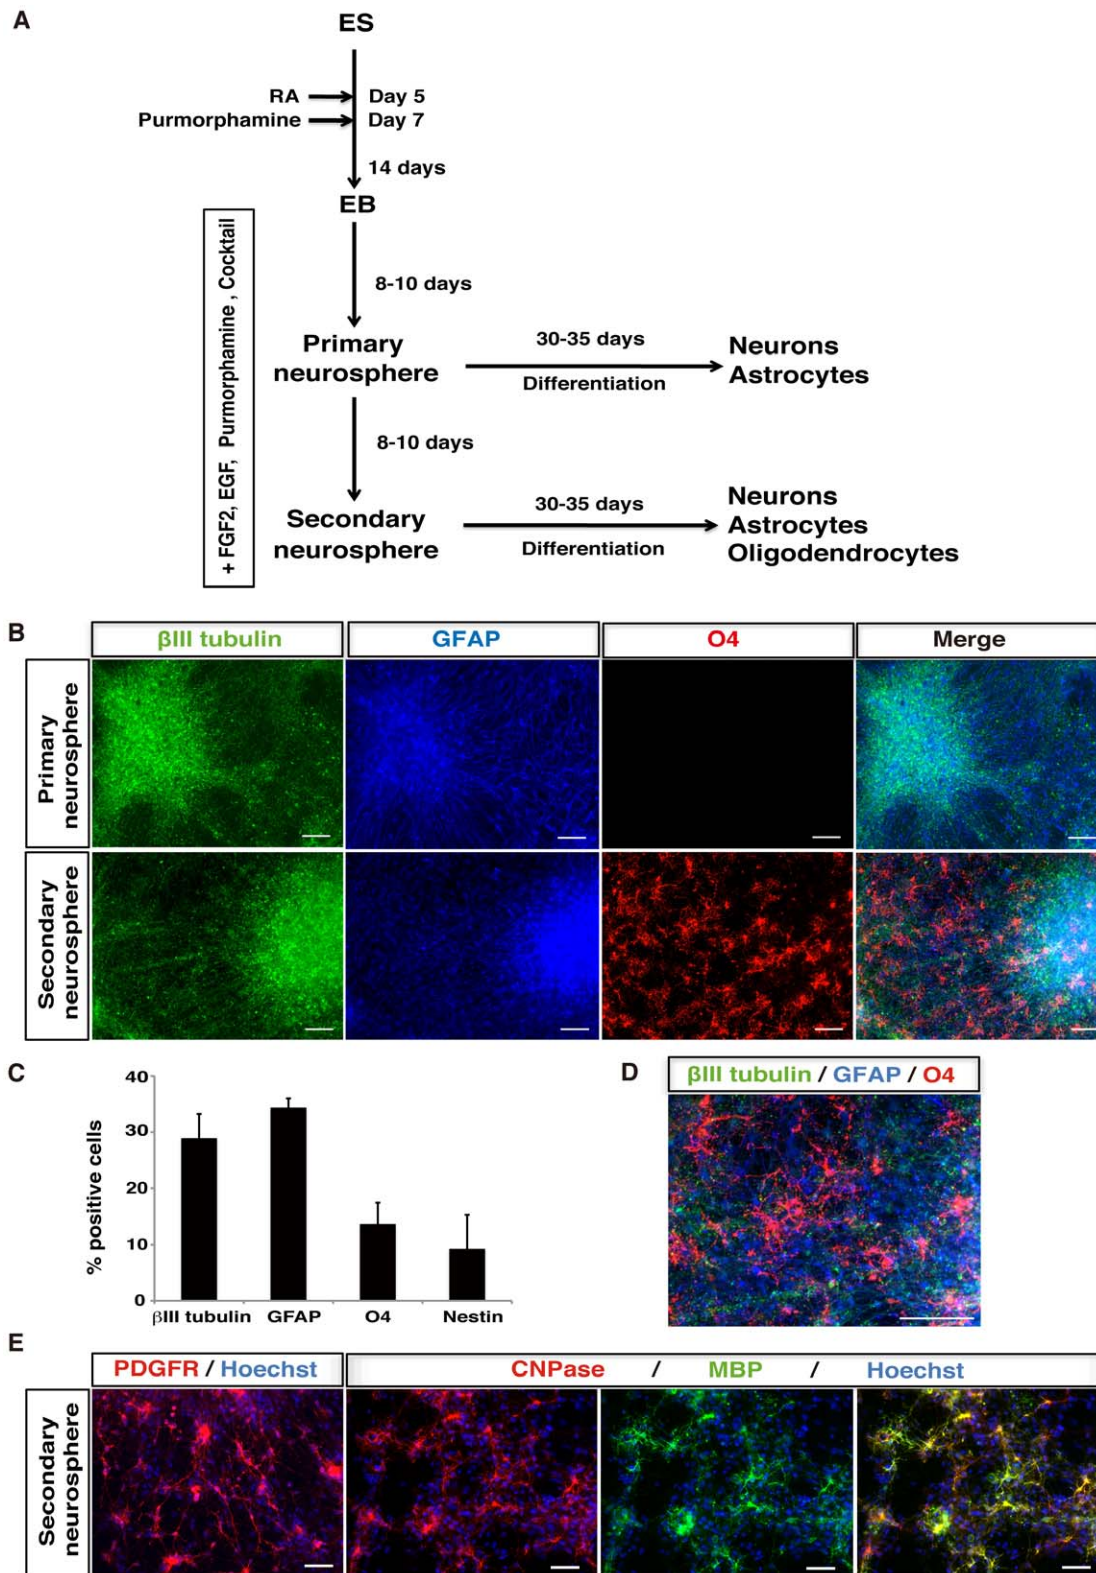 A
ES
RA
Day 5
Purmorphamine
Day 7
14 days
EB
+ FGF2, EGF, Purmorphamine , Cocktail
8-10 days
Primary
neurosphere
30-35 days
Differentiation
Neurons
Astrocytes
8-10 days
Secondary
neurosphere
30-35 days
Differentiation
Neurons
Astrocytes
Oligodendrocytes
B
βIII tubulin
GFAP
O4
Merge
Primary
neurosphere
Secondary
neurosphere
C
% positive cells
40
30
20
10
0
βIII tubulin
GFAP
O4
Nestin
D
βIII tubulin / GFAP / O4
E
PDGFR / Hoechst
CNPase / MBP / Hoechst
Secondary
neurosphere